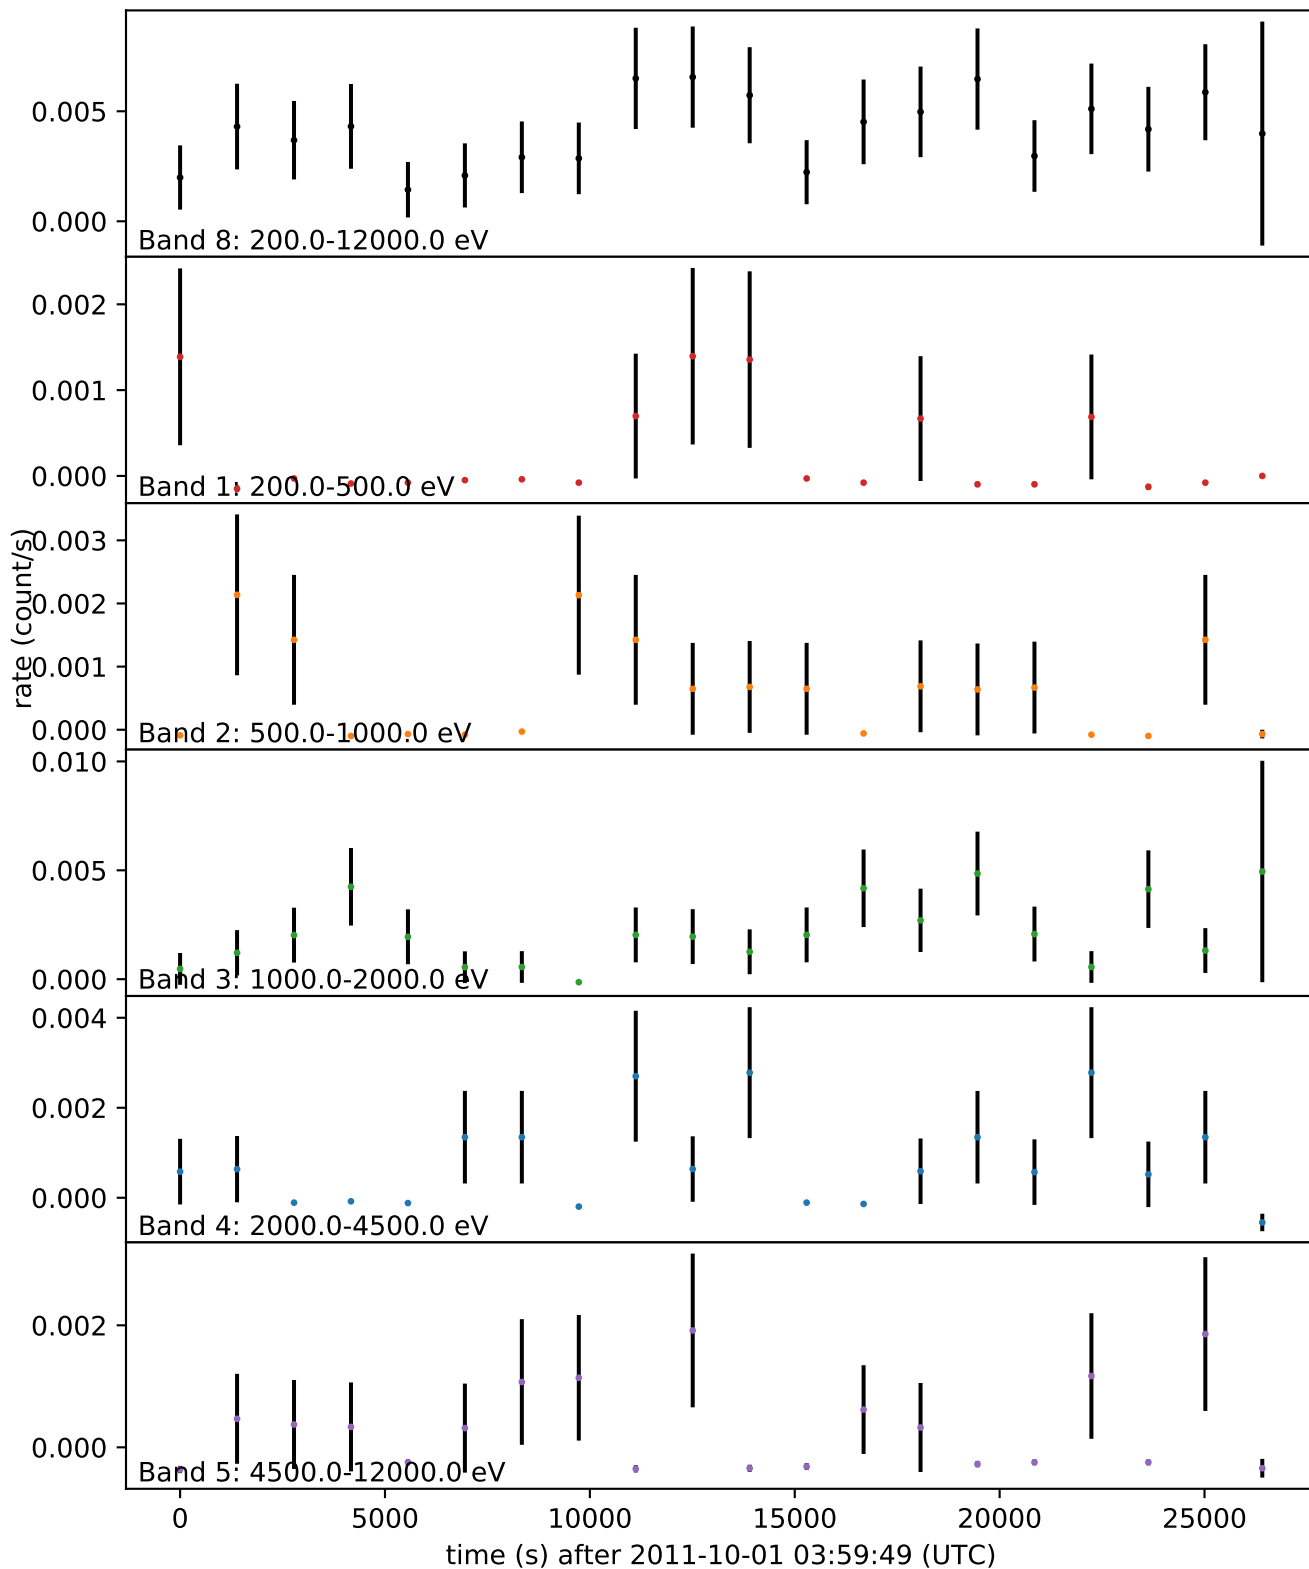 0.005
0.000
Band 8: 200.0-12000.0 eV
0.002
0.001
0.000
Band 1: 200.0-500.0 eV
rate (count/s)
0.003
0.002
0.001
0.000
Band 2: 500.0-1000.0 eV
0.010
0.005
0.000
Band 3: 1000.0-2000.0 eV
0.004
0.002
0.000
Band 4: 2000.0-4500.0 eV
0.002
0.000
Band 5: 4500.0-12000.0 eV
0 5000 10000 15000 20000 25000
time (s) after 2011-10-01 03:59:49 (UTC)